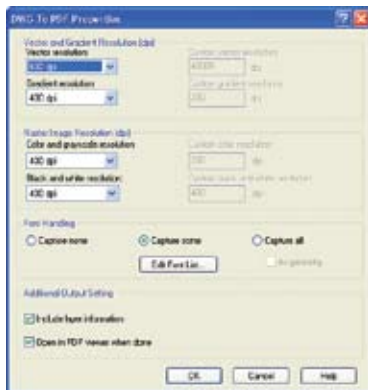 DWG To PDF Properties
Vector and Gradient Resolution (dpi)
Vector resolution: Custom vector resolution:
dpi
Gradient resolution: Custom gradient resolution:
400 dpi dpi
Raster Image Resolution (dpi)
Color and grayscale resolution: Custom color resolution:
400 dpi dpi
Black and white resolution: Custom black and white resolution:
400 dpi dpi
Font Handling
Capture none Capture some Capture all
Edit Font List... As geometry
Additional Output Setting
Include layer information
Open in PDF viewer when done
OK Cancel Help